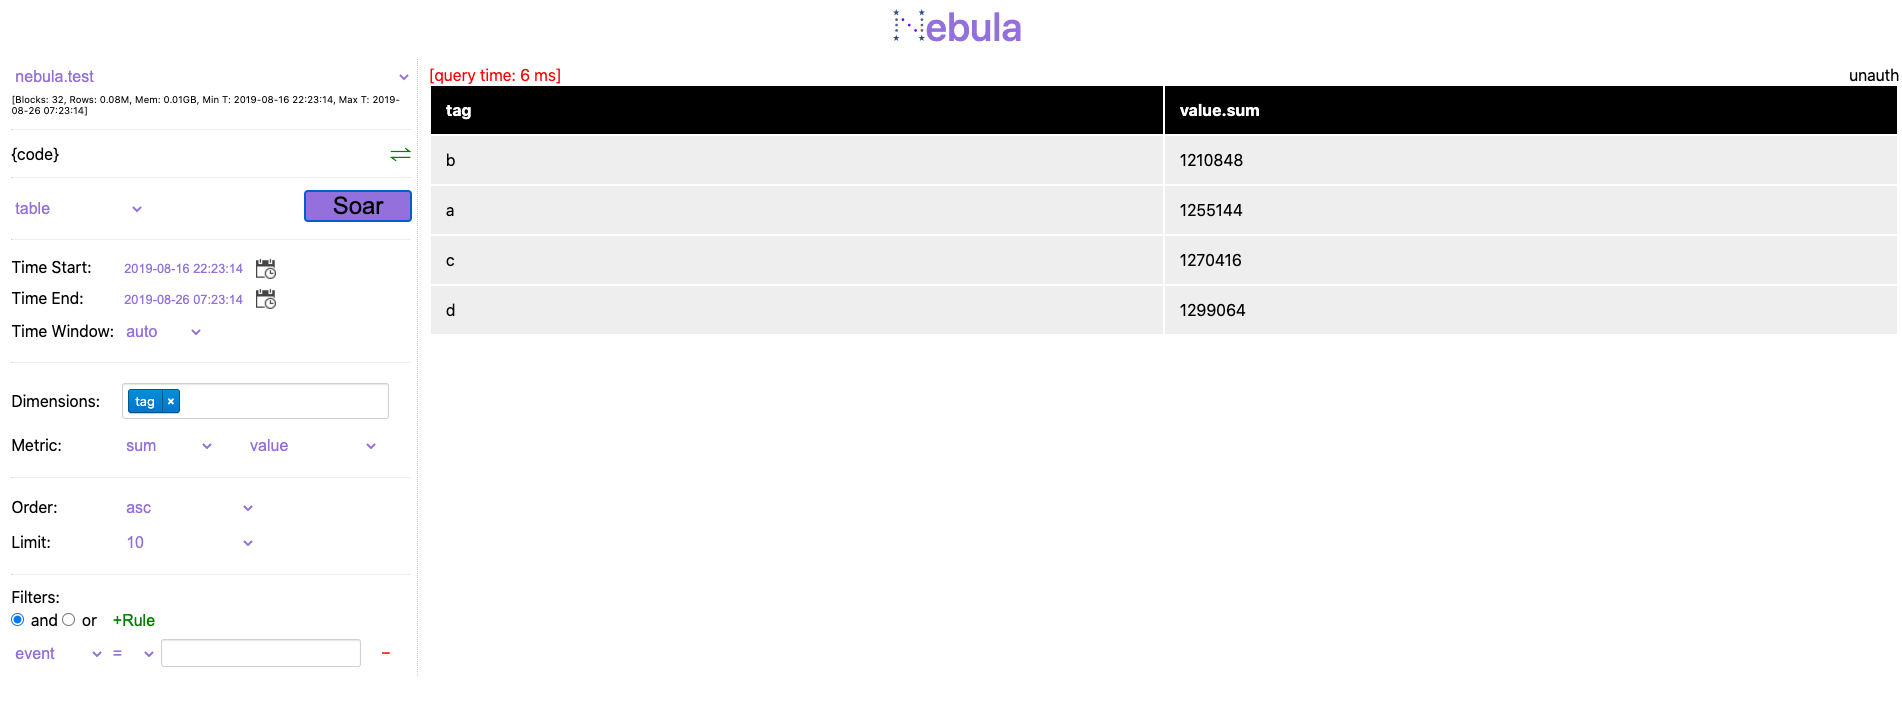 Nebula
nebula.test
[Blocks: 32, Rows: 0.08M, Mem: 0.01GB, Min T: 2019-08-16 22:23:14, Max T: 2019-
08-26 07:23:14]
{code}
table
Soar
Time Start: 2019-08-16 22:23:14
Time End: 2019-08-26 07:23:14
Time Window: auto
Dimensions: tag ×
Metric: sum value
Order: asc
Limit: 10
Filters:
and or +Rule
event = −
[query time: 6 ms] unauth
tag value.sum
b 1210848
a 1255144
c 1270416
d 1299064